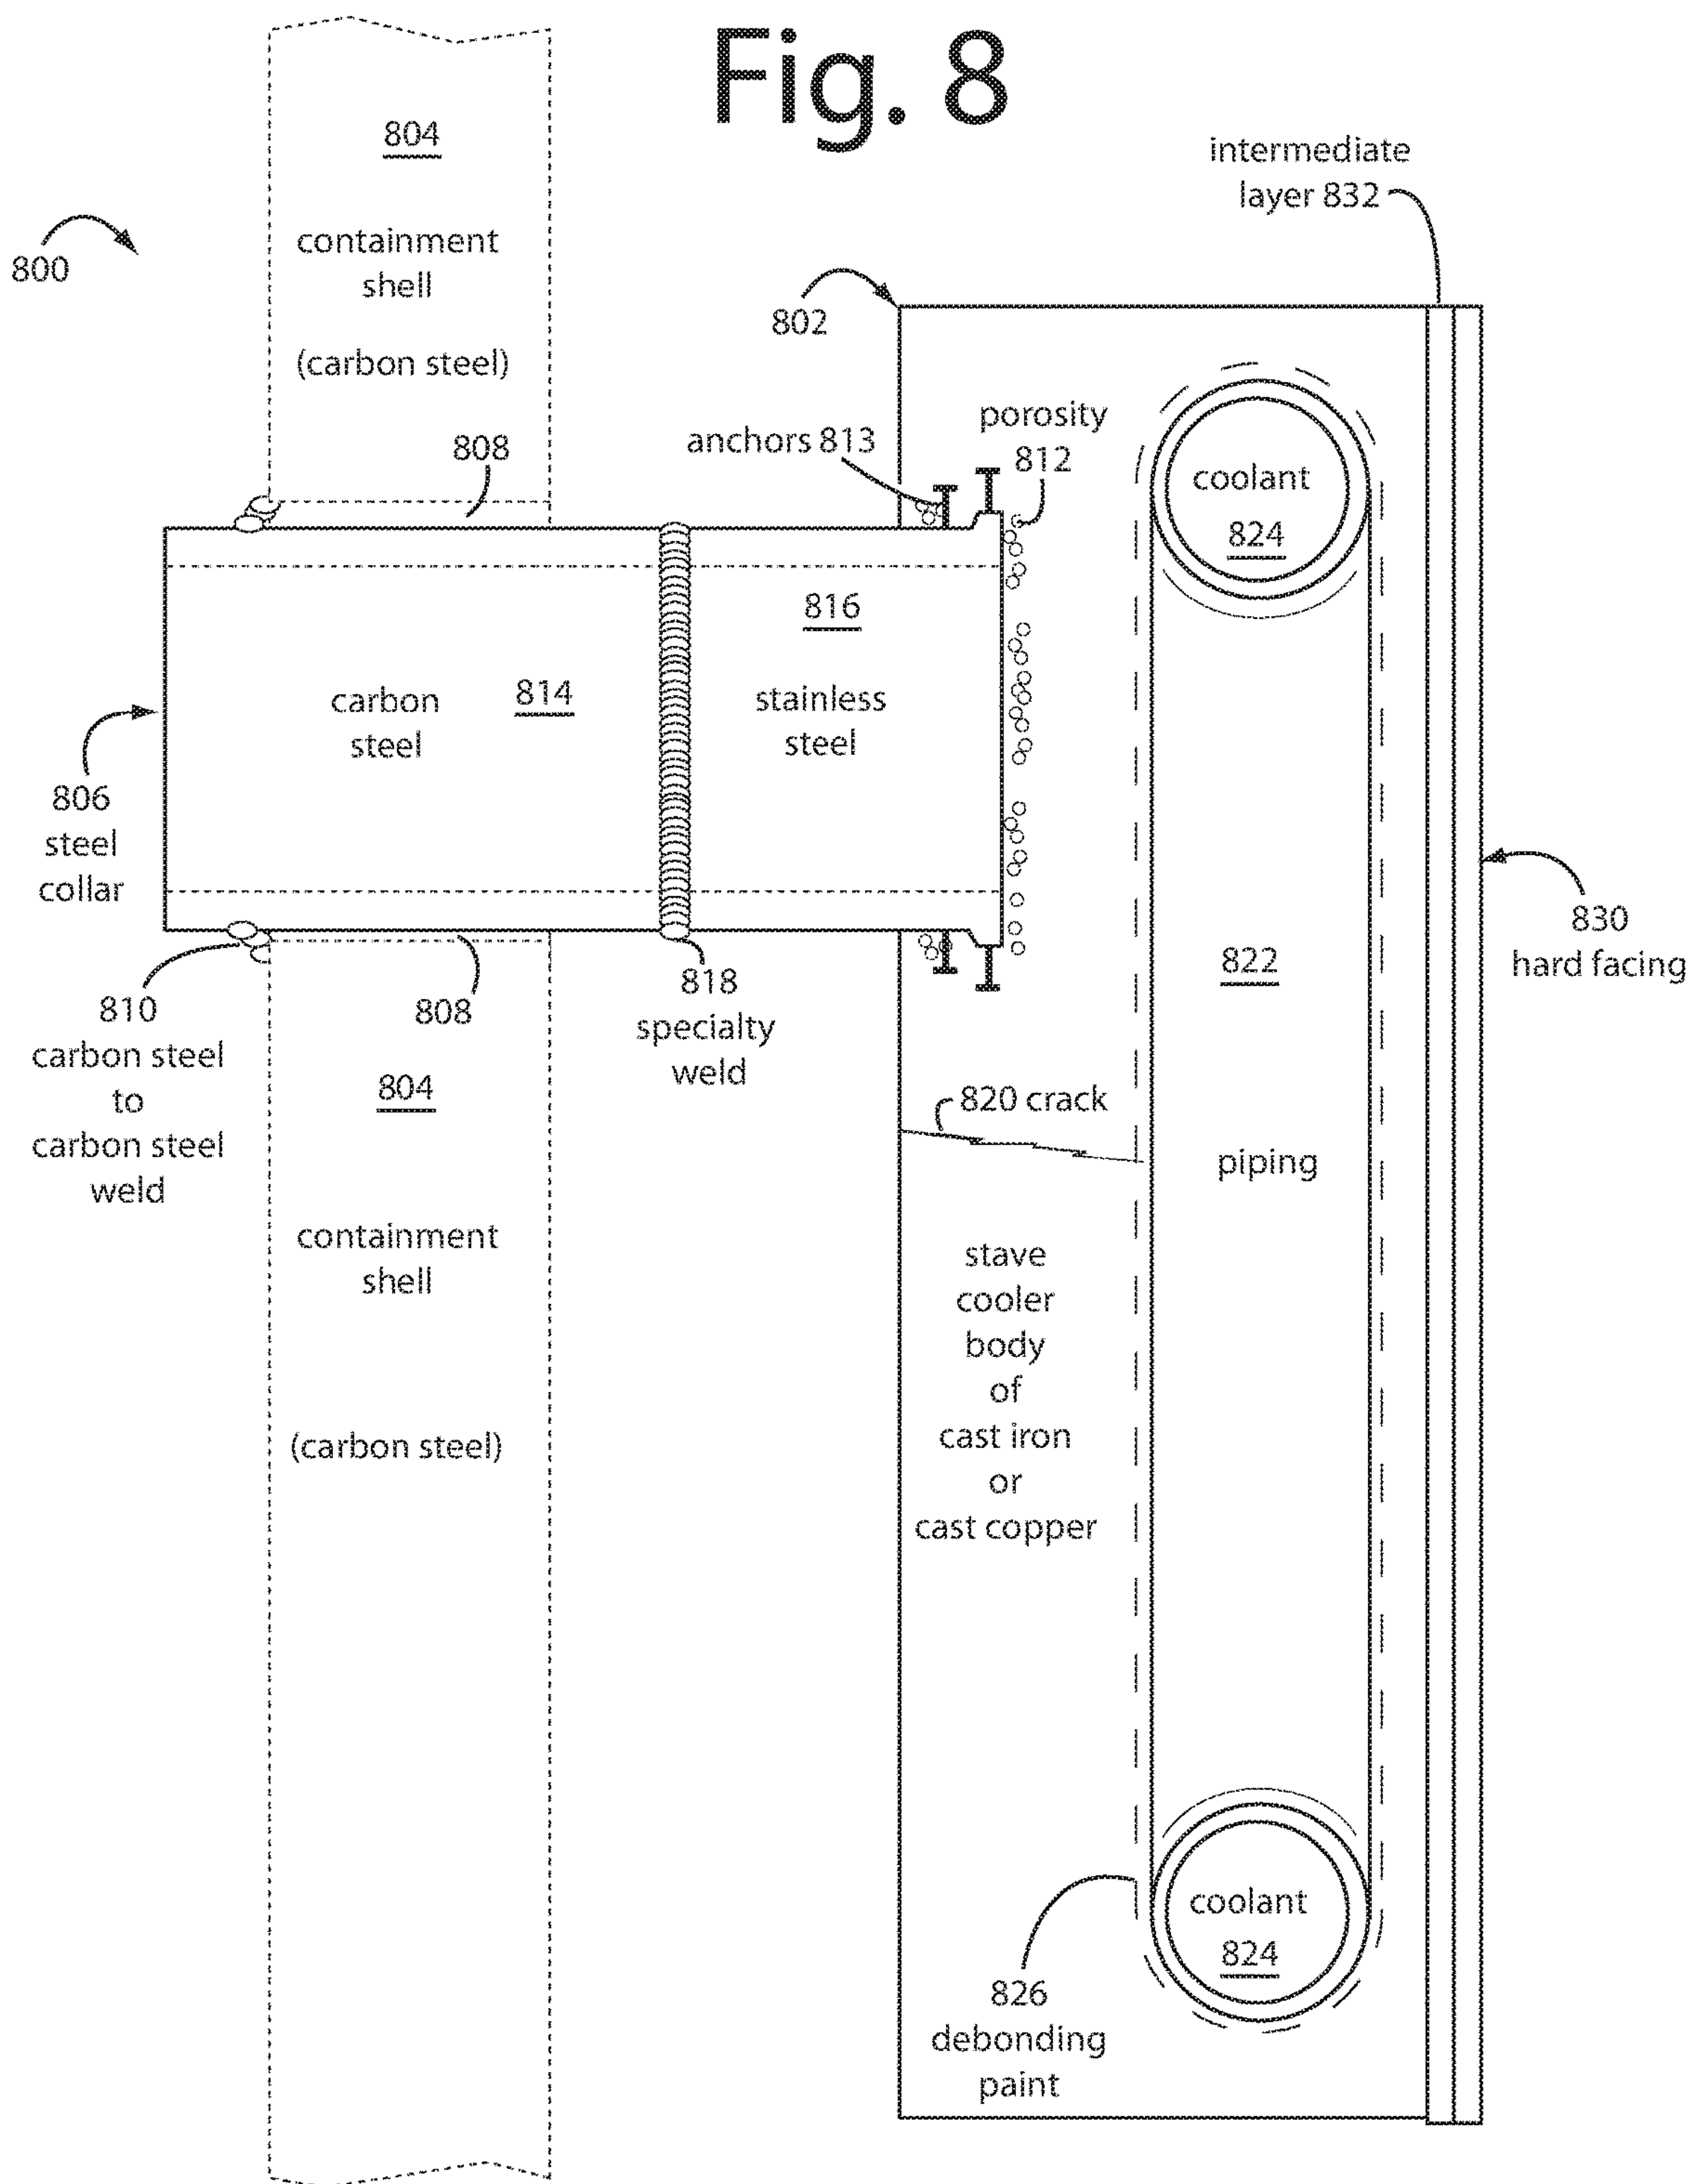 Fig. 8
804
containment
shell
(carbon steel)
800
808
intermediate
layer 832
802
anchors 813
porosity
812
coolant
824
816
stainless
steel
814
carbon
steel
806
steel
collar
830
hard facing
822
piping
810
carbon steel
to
carbon steel
weld
808
818
specialty
weld
804
containment
shell
(carbon steel)
820 crack
stave
cooler
body
of
cast iron
or
cast copper
coolant
824
826
debonding
paint